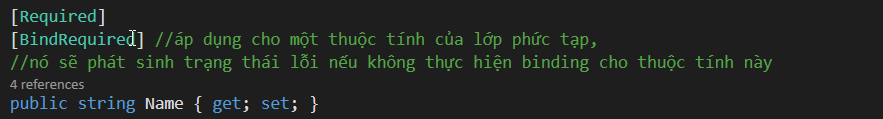 [Required]
[BindRequired] //áp dụng cho một thuộc tính của lớp phức tạp,
//nó sẽ phát sinh trạng thái lỗi nếu không thực hiện binding cho thuộc tính này
4 references
public string Name { get; set; }